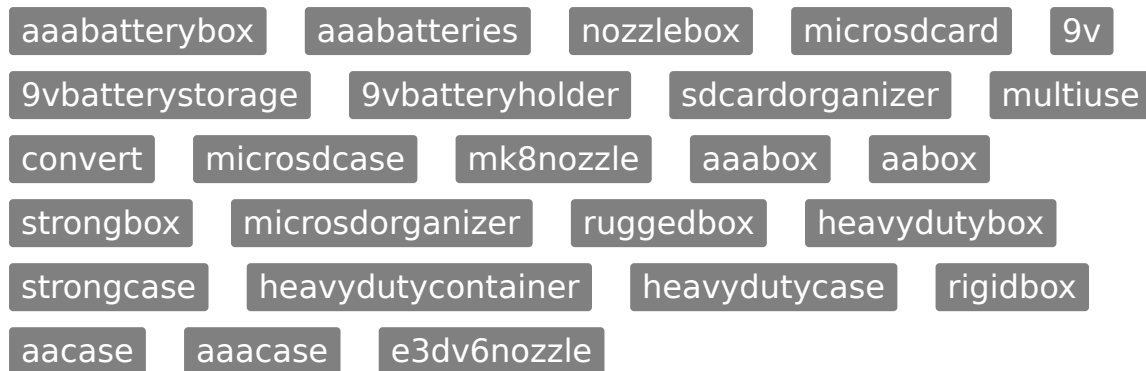 aaabatterybox aaabatteries nozzlebox microsdcard 9v
9vbatterystorage 9vbatteryholder sdcardorganizer multiuse
convert microsdcase mk8nozzle aaabox aabox
strongbox microsdorganizer ruggedbox heavydutybox
strongcase heavydutycontainer heavydutycase rigidbox
aacase aaacase e3dv6nozzle